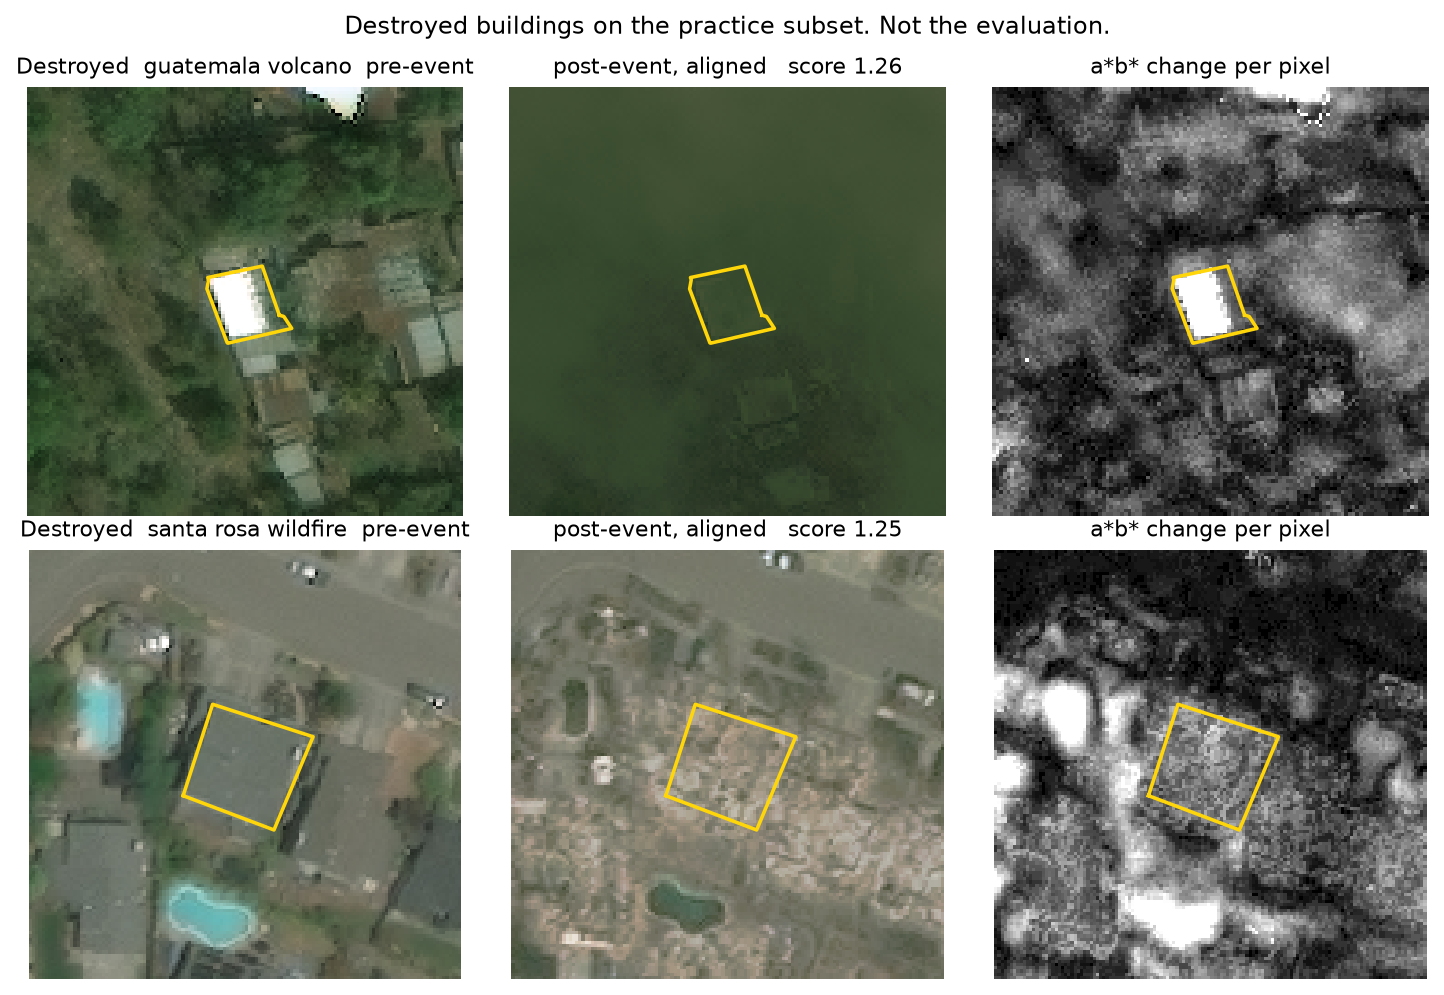 Destroyed buildings on the practice subset. Not the evaluation.
Destroyed  guatemala volcano  pre-event
post-event, aligned   score 1.26
a*b* change per pixel
Destroyed  santa rosa wildfire  pre-event
post-event, aligned   score 1.25
a*b* change per pixel